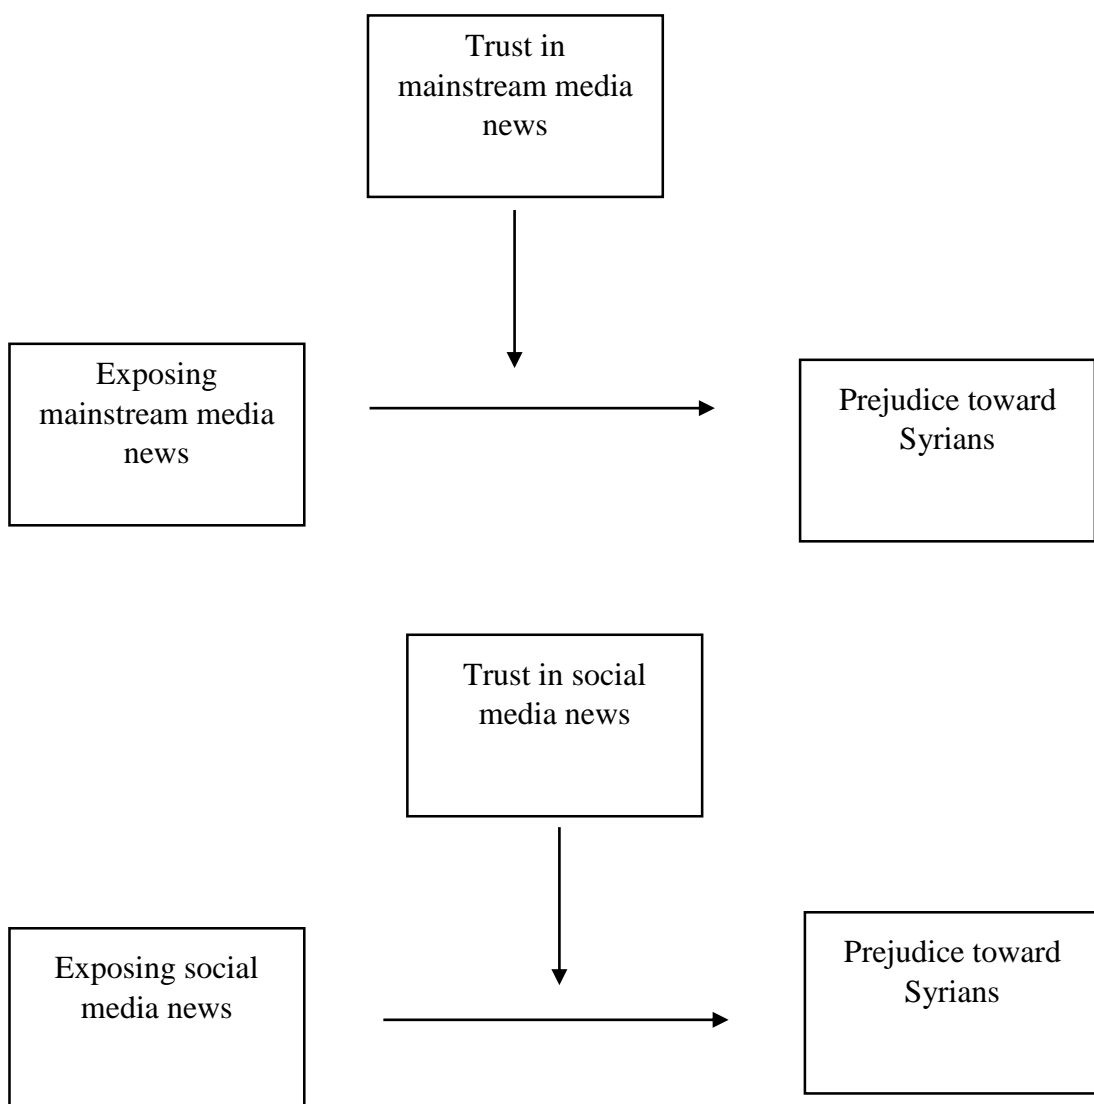 Trust in
mainstream media
news
Exposing
mainstream media
news
Prejudice toward
Syrians
Trust in social
media news
Exposing social
media news
Prejudice toward
Syrians